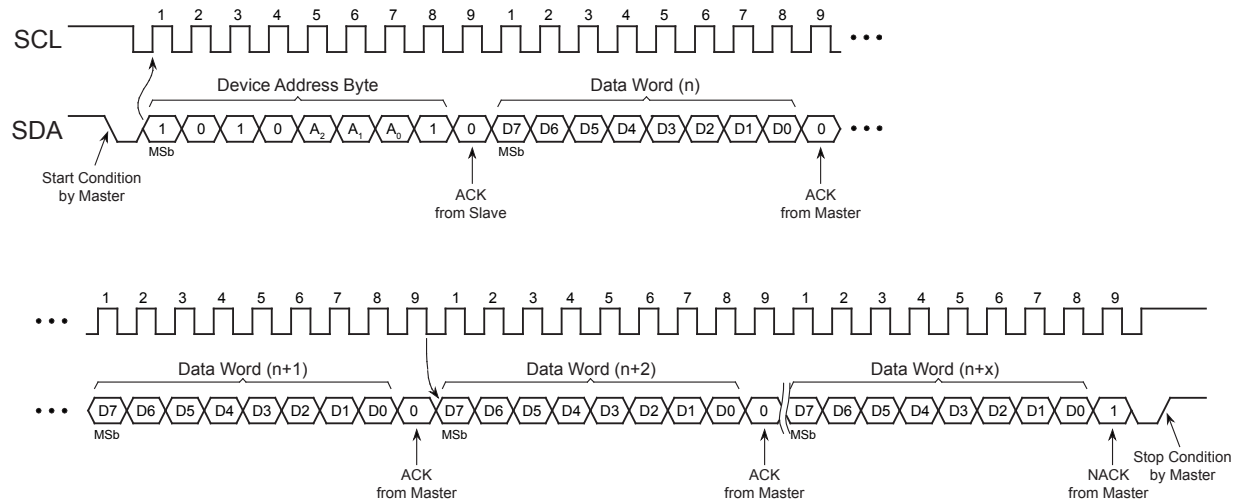 1 2 3 4 5 6 7 8 9 1 2 3 4 5 6 7 8 9
SCL
Device Address Byte Data Word (n)
SDA 1 0 1 0 A2 A1 A0 1 0 D7 D6 D5 D4 D3 D2 D1 D0 0
MSb MSb
Start Condition
by Master
ACK
from Slave
ACK
from Master
1 2 3 4 5 6 7 8 9 1 2 3 4 5 6 7 8 9 1 2 3 4 5 6 7 8 9
Data Word (n+1) Data Word (n+2) Data Word (n+x)
D7 D6 D5 D4 D3 D2 D1 D0 0 D7 D6 D5 D4 D3 D2 D1 D0 0 D7 D6 D5 D4 D3 D2 D1 D0 1
MSb MSb MSb
ACK
from Master
ACK
from Master
NACK
from Master
Stop Condition
by Master